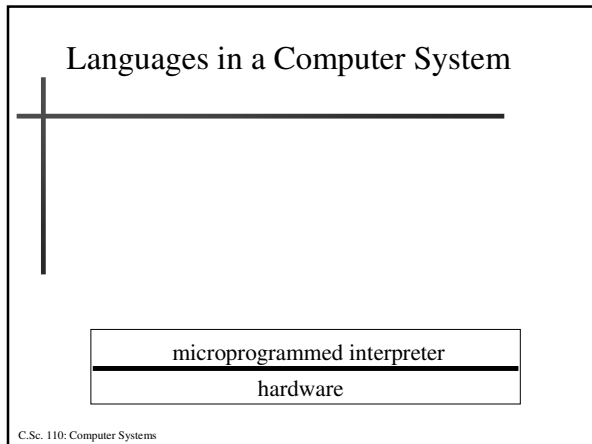 Languages in a Computer System
microprogrammed interpreter
hardware
C.Sc. 110: Computer Systems